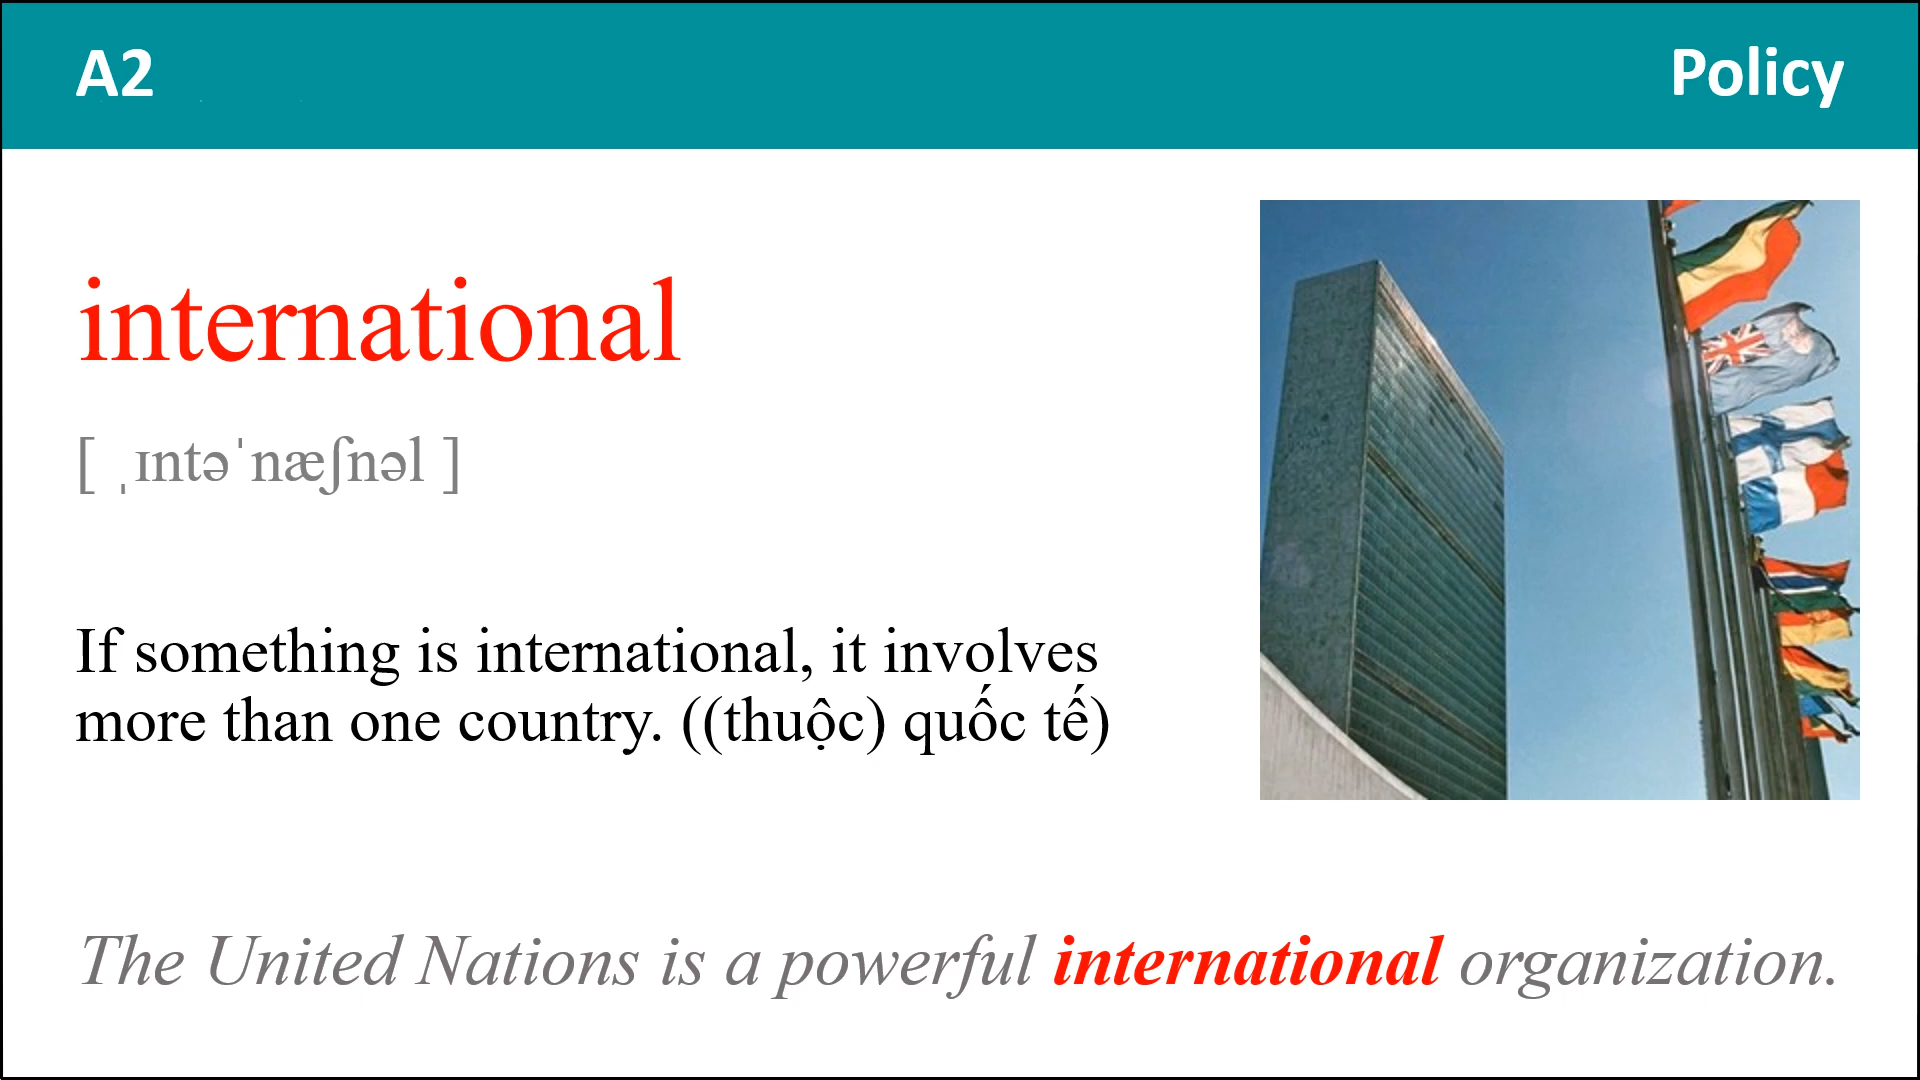 A2
Policy
international
[ ˌɪntəˈnæʃnəl ]
If something is international, it involves
more than one country. ((thuộc) quốc tế)
The United Nations is a powerful international organization.